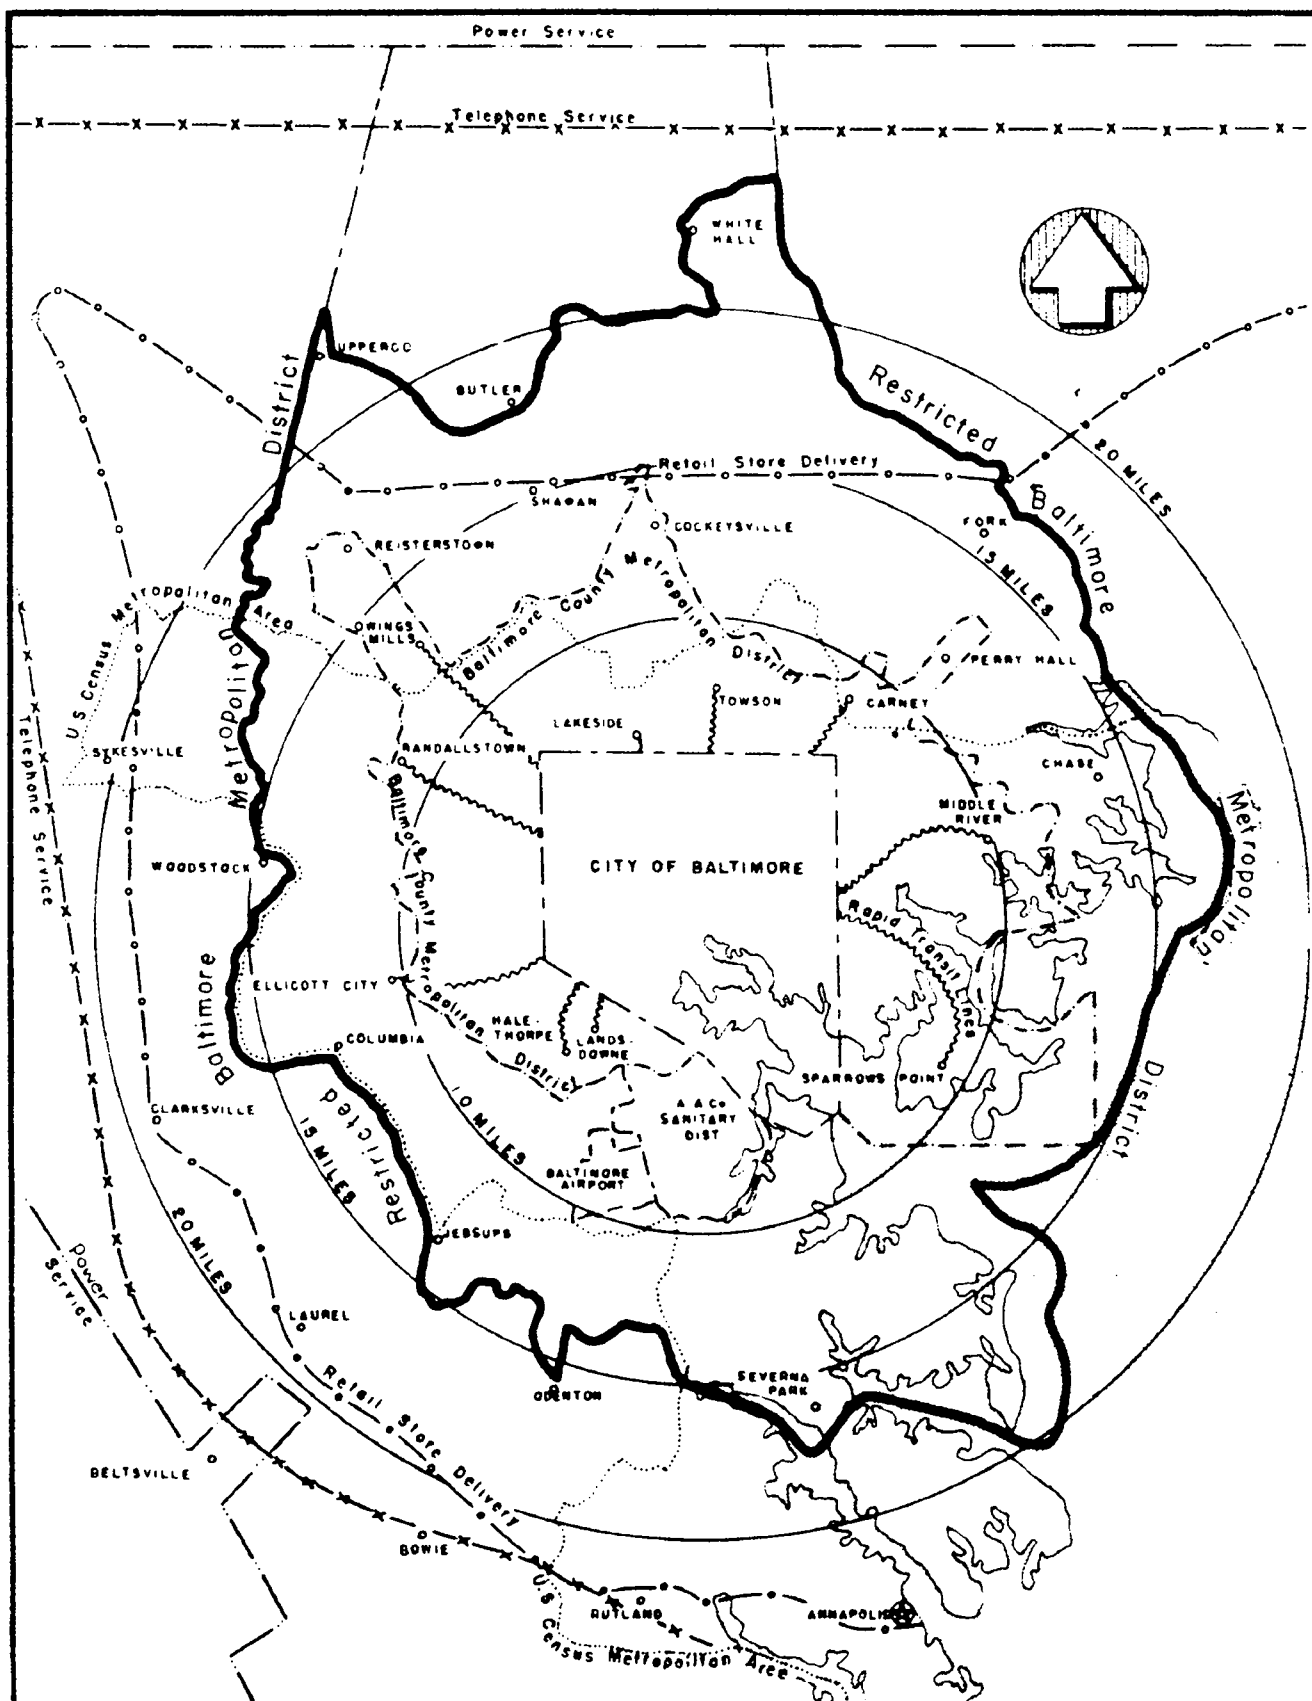 Power Service
Telephone Service
WHITE
HALL
UPPERCO
District
BUTLER
Restricted
20 MILES
Retail Store Delivery
SHAWAN
Baltimore
FORK
COCKEYSVILLE
REISTERSTOWN
15 MILES
U S Census Metropolitan Area
OWINGS
MILLS
Baltimore County Metropolitan District
PERRY HALL
Metropolitan
TOWSON
CARNEY
LAKESIDE
SYKESVILLE
RANDALLSTOWN
CHASE
Telephone Service
MIDDLE
RIVER
Metropolitan
WOODSTOCK
CITY OF BALTIMORE
Baltimore County Metropolitan District
Rapid Transit Lines
Baltimore
ELLICOTT CITY
HALE-
THORPE
LANDS-
DOWNE
COLUMBIA
SPARROWS POINT
District
CLARKSVILLE
Restricted
15 MILES
10 MILES
A A Co
SANITARY
DIST
BALTIMORE
AIRPORT
20 MILES
JESSUPS
Power
Service
LAUREL
Retail Store Delivery
ODENTON
SEVERNA
PARK
BELTSVILLE
BOWIE
RUTLAND
ANNAPOLIS
U.S Census Metropolitan Area